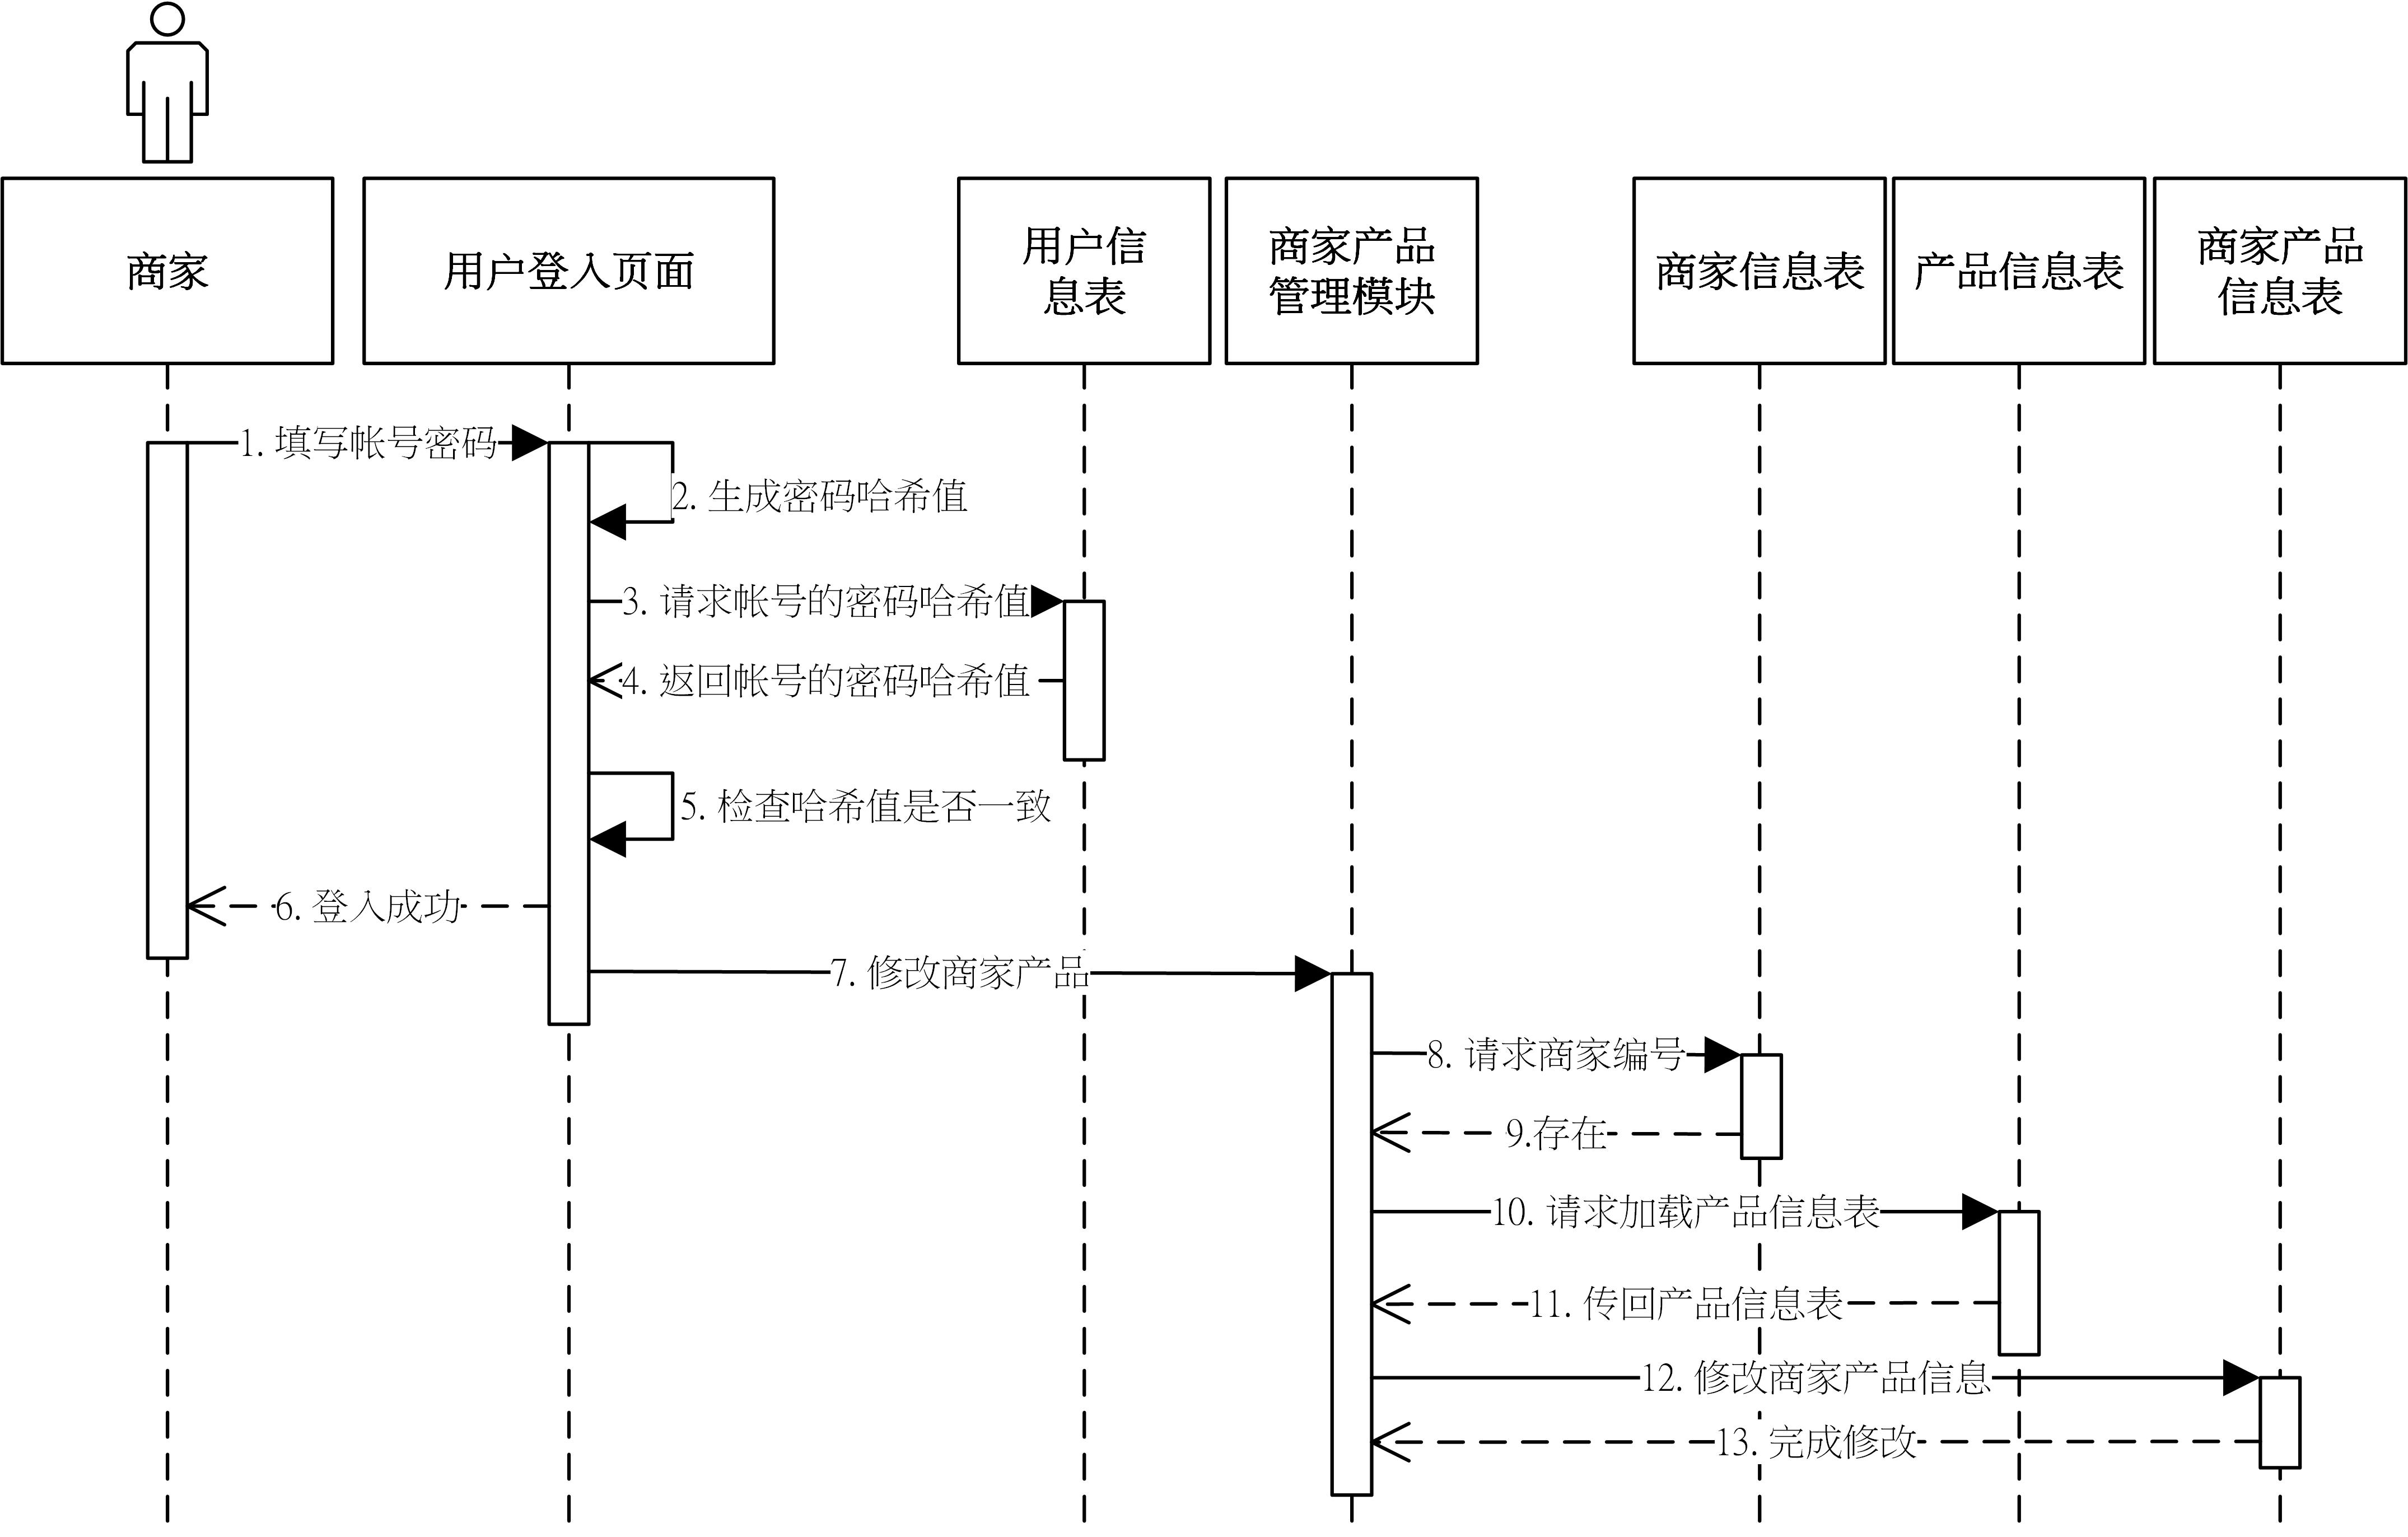 商家
用户登入页面
用户信
息表
商家产品
管理模块
商家信息表
产品信息表
商家产品
信息表
1. 填写帐号密码
2. 生成密码哈希值
3. 请求帐号的密码哈希值
4. 返回帐号的密码哈希值
5. 检查哈希值是否一致
6. 登入成功
7. 修改商家产品
8. 请求商家编号
9.存在
10. 请求加载产品信息表
11. 传回产品信息表
12. 修改商家产品信息
13. 完成修改